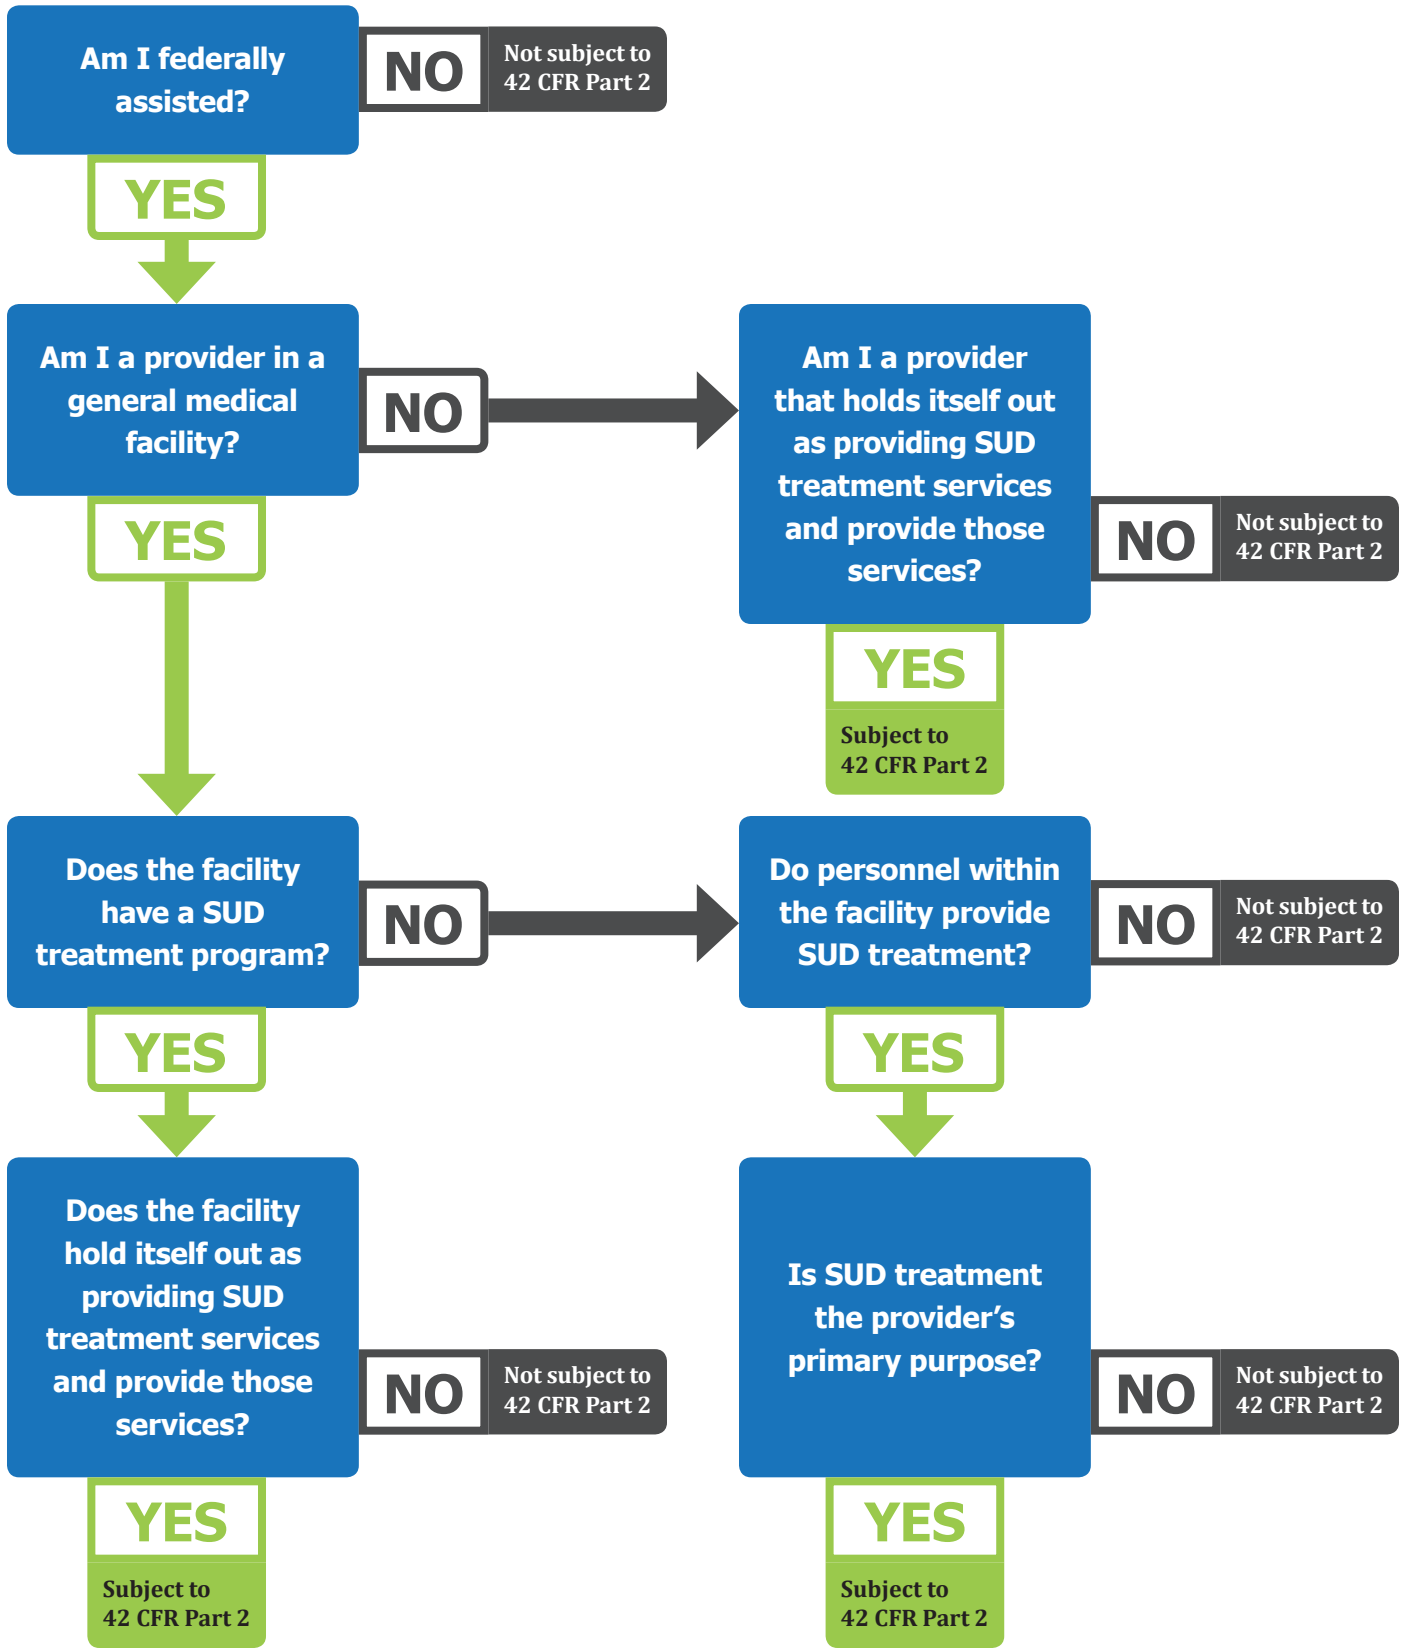 Am I federally
assisted?
NO
Not subject to
42 CFR Part 2
YES
Am I a provider in a
general medical
facility?
NO
Am I a provider
that holds itself out
as providing SUD
treatment services
and provide those
services?
NO
Not subject to
42 CFR Part 2
YES
YES
Subject to
42 CFR Part 2
Does the facility
have a SUD
treatment program?
NO
Do personnel within
the facility provide
SUD treatment?
NO
Not subject to
42 CFR Part 2
YES
YES
Does the facility
hold itself out as
providing SUD
treatment services
and provide those
services?
NO
Not subject to
42 CFR Part 2
Is SUD treatment
the provider’s
primary purpose?
NO
Not subject to
42 CFR Part 2
YES
Subject to
42 CFR Part 2
YES
Subject to
42 CFR Part 2